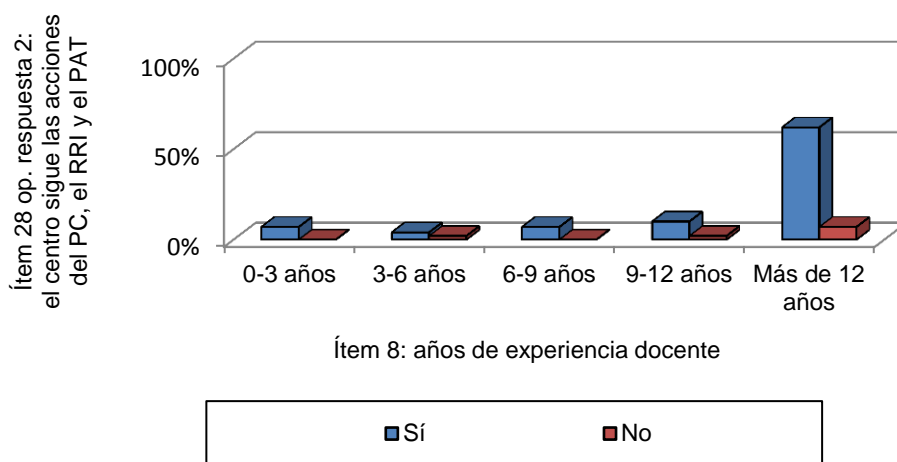 Ítem 28 op. respuesta 2:
el centro sigue las acciones
del PC, el RRI y el PAT
100%
50%
0%
0-3 años
3-6 años
6-9 años
9-12 años
Más de 12
años
Ítem 8: años de experiencia docente
Sí
No